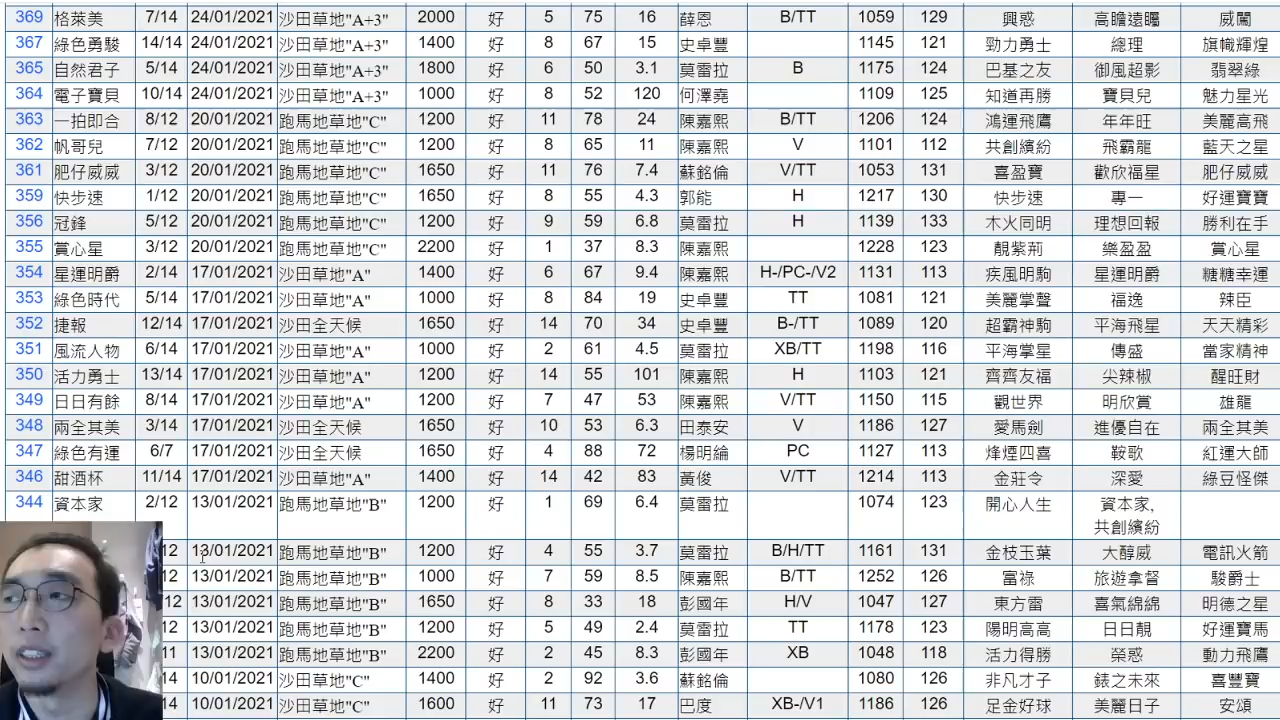 369 格萊美 7/14 24/01/2021 沙田草地"A+3" 2000 好 5 75 16 薛恩 B/TT 1059 129 興惑 高瞻遠矚 威闖
367 綠色勇駿 14/14 24/01/2021 沙田草地"A+3" 1400 好 8 67 15 史卓豐 1145 121 勁力勇士 總理 旗幟輝煌
365 自然君子 5/14 24/01/2021 沙田草地"A+3" 1800 好 6 50 3.1 莫雷拉 B 1175 124 巴基之友 御風超影 翡翠綠
364 電子寶貝 10/14 24/01/2021 沙田草地"A+3" 1000 好 8 52 120 何澤堯 1109 125 知道再勝 寶貝兒 魅力星光
363 一拍即合 8/12 20/01/2021 跑馬地草地"C" 1200 好 11 78 24 陳嘉熙 B/TT 1206 124 鴻運飛鷹 年年旺 美麗高飛
362 帆哥兒 7/12 20/01/2021 跑馬地草地"C" 1200 好 8 65 11 陳嘉熙 V 1101 112 共創繽紛 飛霸龍 藍天之星
361 肥仔威威 3/12 20/01/2021 跑馬地草地"C" 1650 好 11 76 7.4 蘇銘倫 V/TT 1053 131 喜盈寶 歡欣福星 肥仔威威
359 快步速 1/12 20/01/2021 跑馬地草地"C" 1650 好 8 55 4.3 郭能 H 1217 130 快步速 專一 好運寶寶
356 冠鋒 5/12 20/01/2021 跑馬地草地"C" 1200 好 9 59 6.8 莫雷拉 H 1139 133 木火同明 理想回報 勝利在手
355 賞心星 3/12 20/01/2021 跑馬地草地"C" 2200 好 1 37 8.3 陳嘉熙 1228 123 靚紫荊 樂盈盈 賞心星
354 星運明爵 2/14 17/01/2021 沙田草地"A" 1400 好 6 67 9.4 陳嘉熙 H-/PC-/V2 1131 113 疾風明駒 星運明爵 糖糖幸運
353 綠色時代 5/14 17/01/2021 沙田草地"A" 1000 好 8 84 19 史卓豐 TT 1081 121 美麗掌聲 福逸 辣臣
352 捷報 12/14 17/01/2021 沙田全天候 1650 好 14 70 34 史卓豐 B-/TT 1089 120 超霸神駒 平海飛星 天天精彩
351 風流人物 6/14 17/01/2021 沙田草地"A" 1000 好 2 61 4.5 莫雷拉 XB/TT 1198 116 平海掌星 傳盛 當家精神
350 活力勇士 13/14 17/01/2021 沙田草地"A" 1200 好 14 55 101 陳嘉熙 H 1103 121 齊齊友福 尖辣椒 醒旺財
349 日日有餘 8/14 17/01/2021 沙田草地"A" 1200 好 7 47 53 陳嘉熙 V/TT 1150 115 觀世界 明欣賞 雄龍
348 兩全其美 3/14 17/01/2021 沙田全天候 1650 好 10 53 6.3 田泰安 V 1186 127 愛馬劍 進優自在 兩全其美
347 綠色有運 6/7 17/01/2021 沙田全天候 1650 好 4 88 72 楊明綸 PC 1127 113 烽煙四喜 鞍歌 紅運大師
346 甜酒杯 11/14 17/01/2021 沙田草地"A" 1400 好 14 42 83 黃俊 V/TT 1214 113 金莊令 深愛 綠豆怪傑
344 資本家 2/12 13/01/2021 跑馬地草地"B" 1200 好 1 69 6.4 莫雷拉 1074 123 開心人生 資本家,
共創繽紛
12 13/01/2021 跑馬地草地"B" 1200 好 4 55 3.7 莫雷拉 B/H/TT 1161 131 金枝玉葉 大醇威 電訊火箭
12 13/01/2021 跑馬地草地"B" 1000 好 7 59 8.5 陳嘉熙 B/TT 1252 126 富祿 旅遊拿督 駿爵士
12 13/01/2021 跑馬地草地"B" 1650 好 8 33 18 彭國年 H/V 1047 127 東方雷 喜氣綿綿 明德之星
12 13/01/2021 跑馬地草地"B" 1200 好 5 49 2.4 莫雷拉 TT 1178 123 陽明高高 日日靚 好運寶馬
11 13/01/2021 跑馬地草地"B" 2200 好 2 45 8.3 彭國年 XB 1048 118 活力得勝 榮惑 動力飛鷹
14 10/01/2021 沙田草地"C" 1400 好 2 92 3.6 蘇銘倫 1080 126 非凡才子 錶之未來 喜豐寶
14 10/01/2021 沙田草地"C" 1600 好 11 73 17 巴度 XB-/V1 1186 126 足金好球 美麗日子 安頌